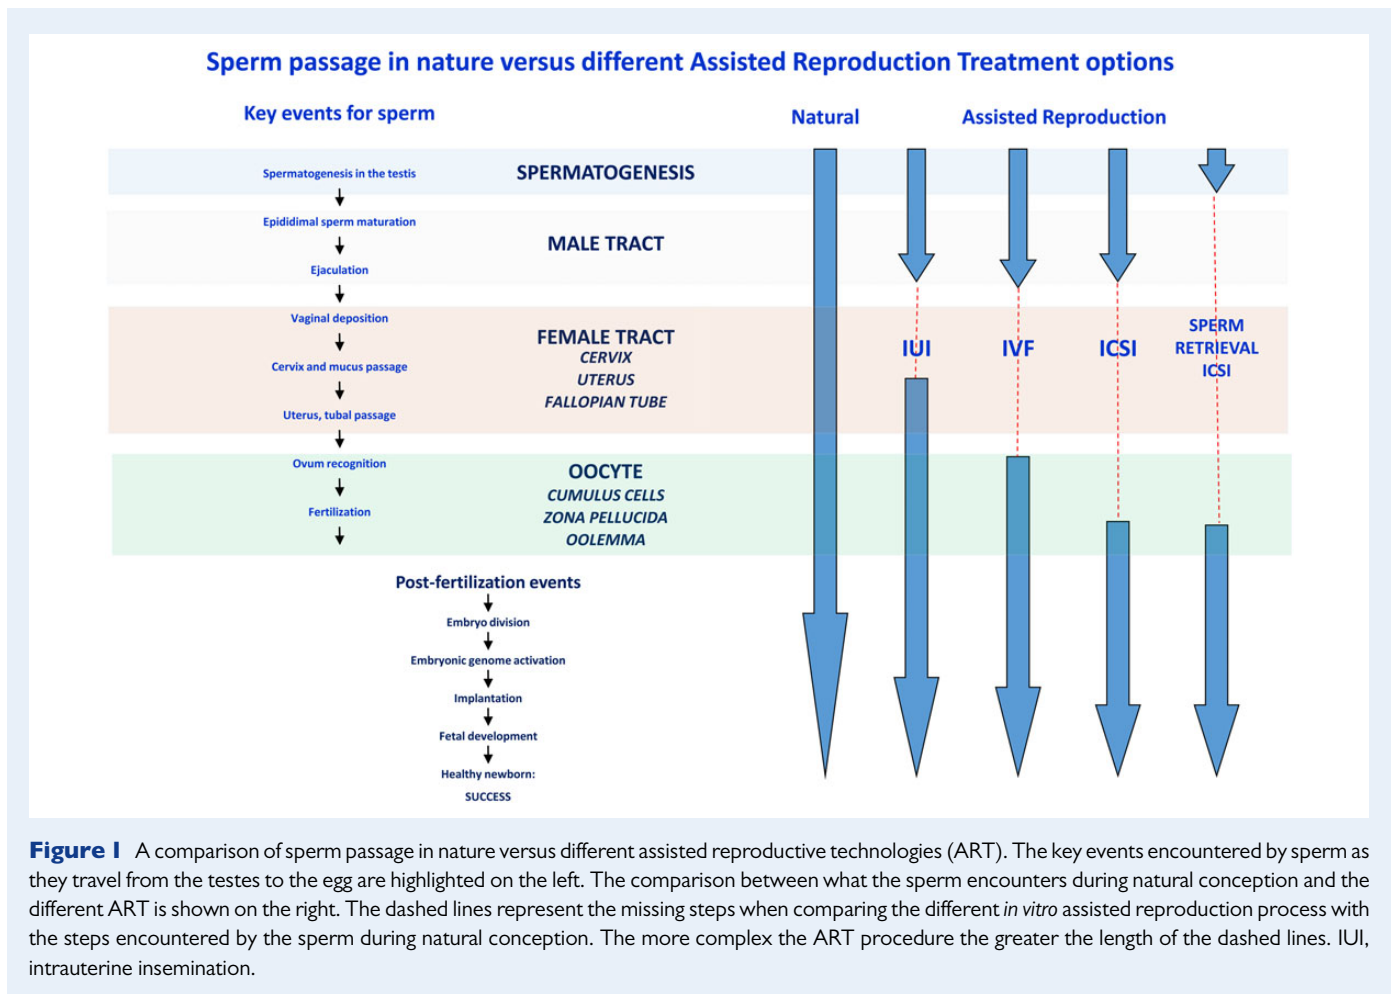 Sperm passage in nature versus different Assisted Reproduction Treatment options
Key events for sperm
Natural
Assisted Reproduction
Spermatogenesis in the testis
SPERMATOGENESIS
Epididimal sperm maturation
MALE TRACT
Ejaculation
Vaginal deposition
FEMALE TRACT
CERVIX
UTERUS
FALLOPIAN TUBE
Cervix and mucus passage
Uterus, tubal passage
IUI
IVF
ICSI
SPERM
RETRIEVAL
ICSI
Ovum recognition
OOCYTE
CUMULUS CELLS
ZONA PELLUCIDA
OOLEMMA
Fertilization
Post-fertilization events
Embryo division
Embryonic genome activation
Implantation
Fetal development
Healthy newborn:
SUCCESS
Figure I A comparison of sperm passage in nature versus different assisted reproductive technologies (ART). The key events encountered by sperm as
they travel from the testes to the egg are highlighted on the left. The comparison between what the sperm encounters during natural conception and the
different ART is shown on the right. The dashed lines represent the missing steps when comparing the different in vitro assisted reproduction process with
the steps encountered by the sperm during natural conception. The more complex the ART procedure the greater the length of the dashed lines. IUI,
intrauterine insemination.